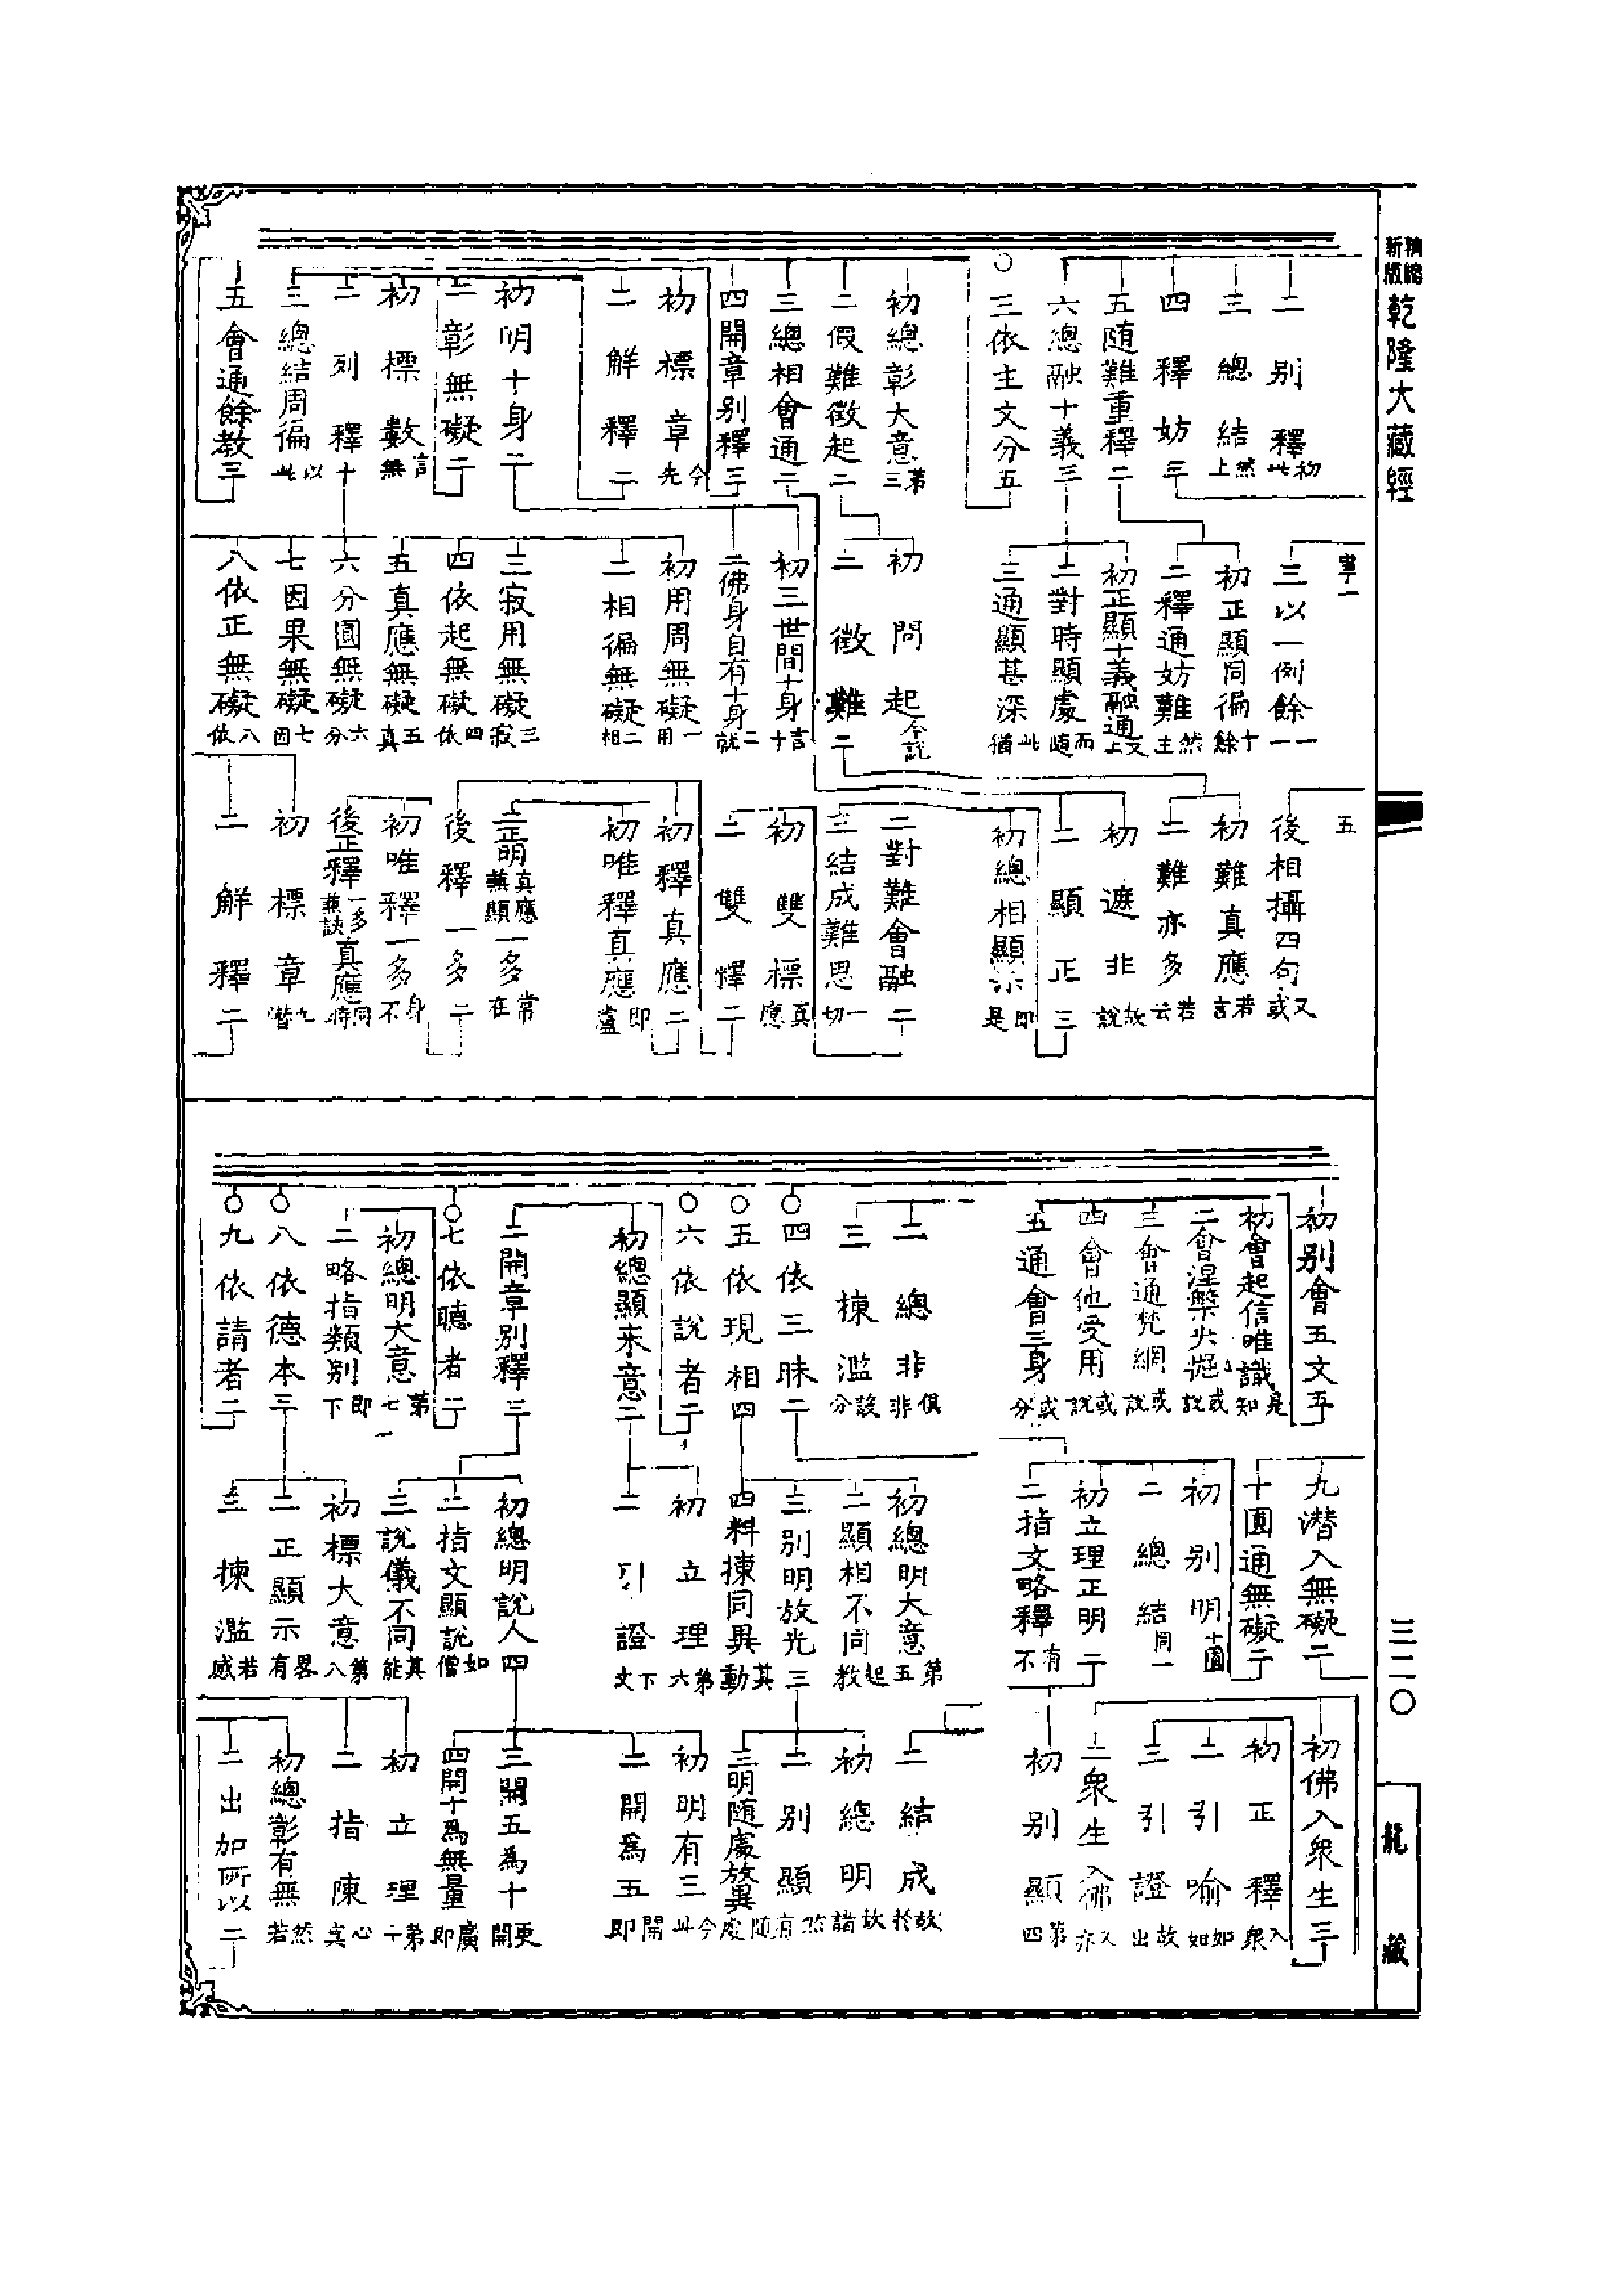 新版精縮 乾隆大藏經
三二〇
龍藏
二別釋初此
三總結然上
四釋妨三
五隨難重釋二
六總融十義三
三依主文分五
初總彰大意第三
二假難徵起二
三總相會通二
四開章別釋三
初標章今先
二解釋二
初明十身二
二彰無礙二
初標數言無
二列釋十
三總結周徧以此
五會通餘教三
三以一例餘一一
初正顯同徧十餘
二釋通妨難然主
初正顯十義融通上
二對時顯處而隨
三通顯甚深此猶
初問起今說
二徵難二
初三世間十身言十
二佛身自有十身二就
初用周無礙一用
二相徧無礙二相
三寂用無礙三寂
四依起無礙四依
五真應無礙五真
六分圓無礙六分
七因果無礙七因
八依正無礙八依
五
後相攝四句又或
初難真應若言
二難亦多若云
初遮非故說
二顯正三
初總相顯示即是
二對難會融二
三結成難思一切
初雙標真應
二雙釋二
初釋真應二
初唯釋真應即盧
二正明真應兼顯一多常在
後釋一多二
初唯釋一多身不
後正釋一多兼談真應同時
初標章九潛
二解釋二
初別會五文五
初會起信唯識是知
二會涅槃或說
三會通梵網或說
四會他受用或說
五通會三身或分
二總非俱非
三揀濫設分
四依三昧二
五依現相四
六依說者二
初總顯來意二
二開章別釋三
七依聽者二
初總明大意第七
二略指類別即下
八依德本三
九依請者二
九潛入無礙二
十圓通無礙二
初別明十圓
二總結同一
初立理正明二
二指文略釋有不
初總明大意第五
二顯相不同起教
三別明放光三
四料揀同異其動
初立理第六
二引證下文
初總明說人四
二指文顯說如僧
三說儀不同其能
初標大意第八
二正顯示畧有
三揀濫若感
初佛入衆生三
初正釋入衆
二引喻如如
三引證故出
二衆生入佛又亦
初別顯第四
二結成故於
初總明欤諸
二別顯然有
三明隨處放異隨處
初明有三今此
二開爲五開即
三開五爲十更開
四開十爲無量廣即
初立理第十
二指陳心真
初總彰有無然若
二出加所以二